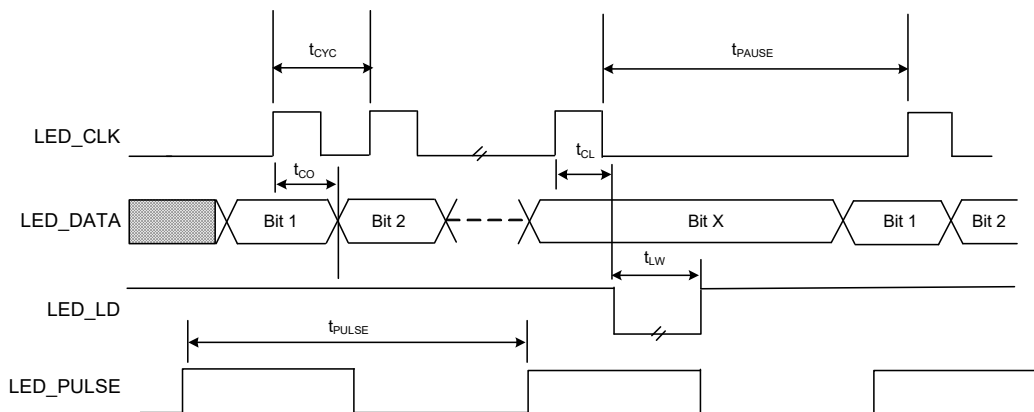 tCYC
tPAUSE
LED_CLK
tCL
tCO
LED_DATA
Bit 1
Bit 2
Bit X
Bit 1
Bit 2
tLW
LED_LD
tPULSE
LED_PULSE